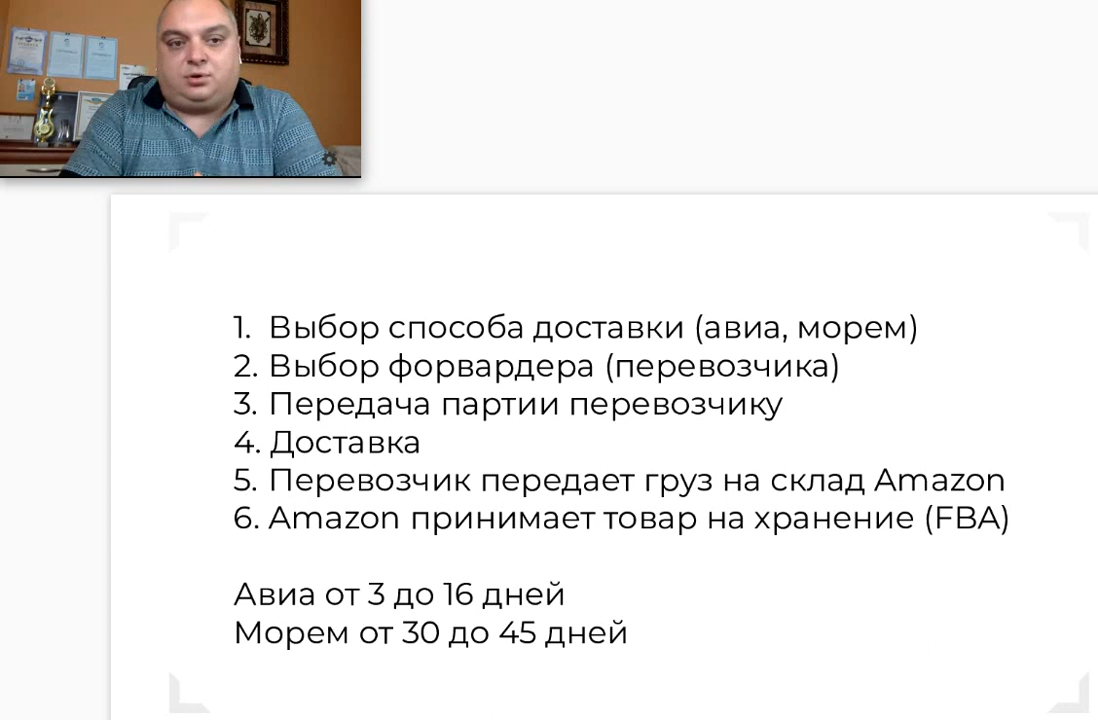 1. Выбор способа доставки (авиа, морем)
2. Выбор форвардера (перевозчика)
3. Передача партии перевозчику
4. Доставка
5. Перевозчик передает груз на склад Amazon
6. Amazon принимает товар на хранение (FBA)
Авиа от 3 до 16 дней
Морем от 30 до 45 дней